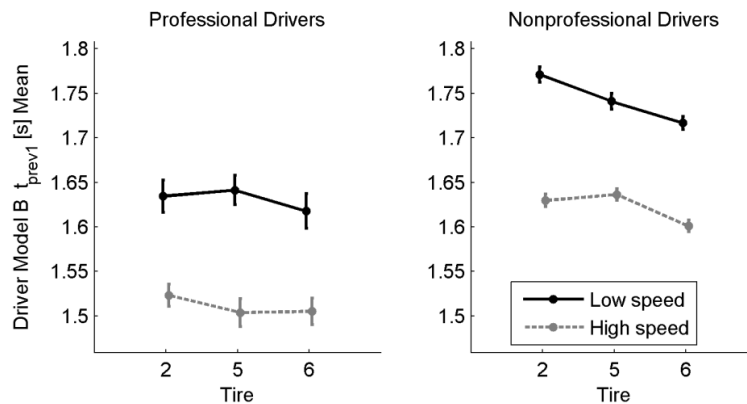 Professional Drivers
Nonprofessional Drivers
Driver Model B t_prev1 [s] Mean
1.8
1.75
1.7
1.65
1.6
1.55
1.5
2
5
6
Tire
1.8
1.75
1.7
1.65
1.6
1.55
1.5
Low speed
High speed
2
5
6
Tire